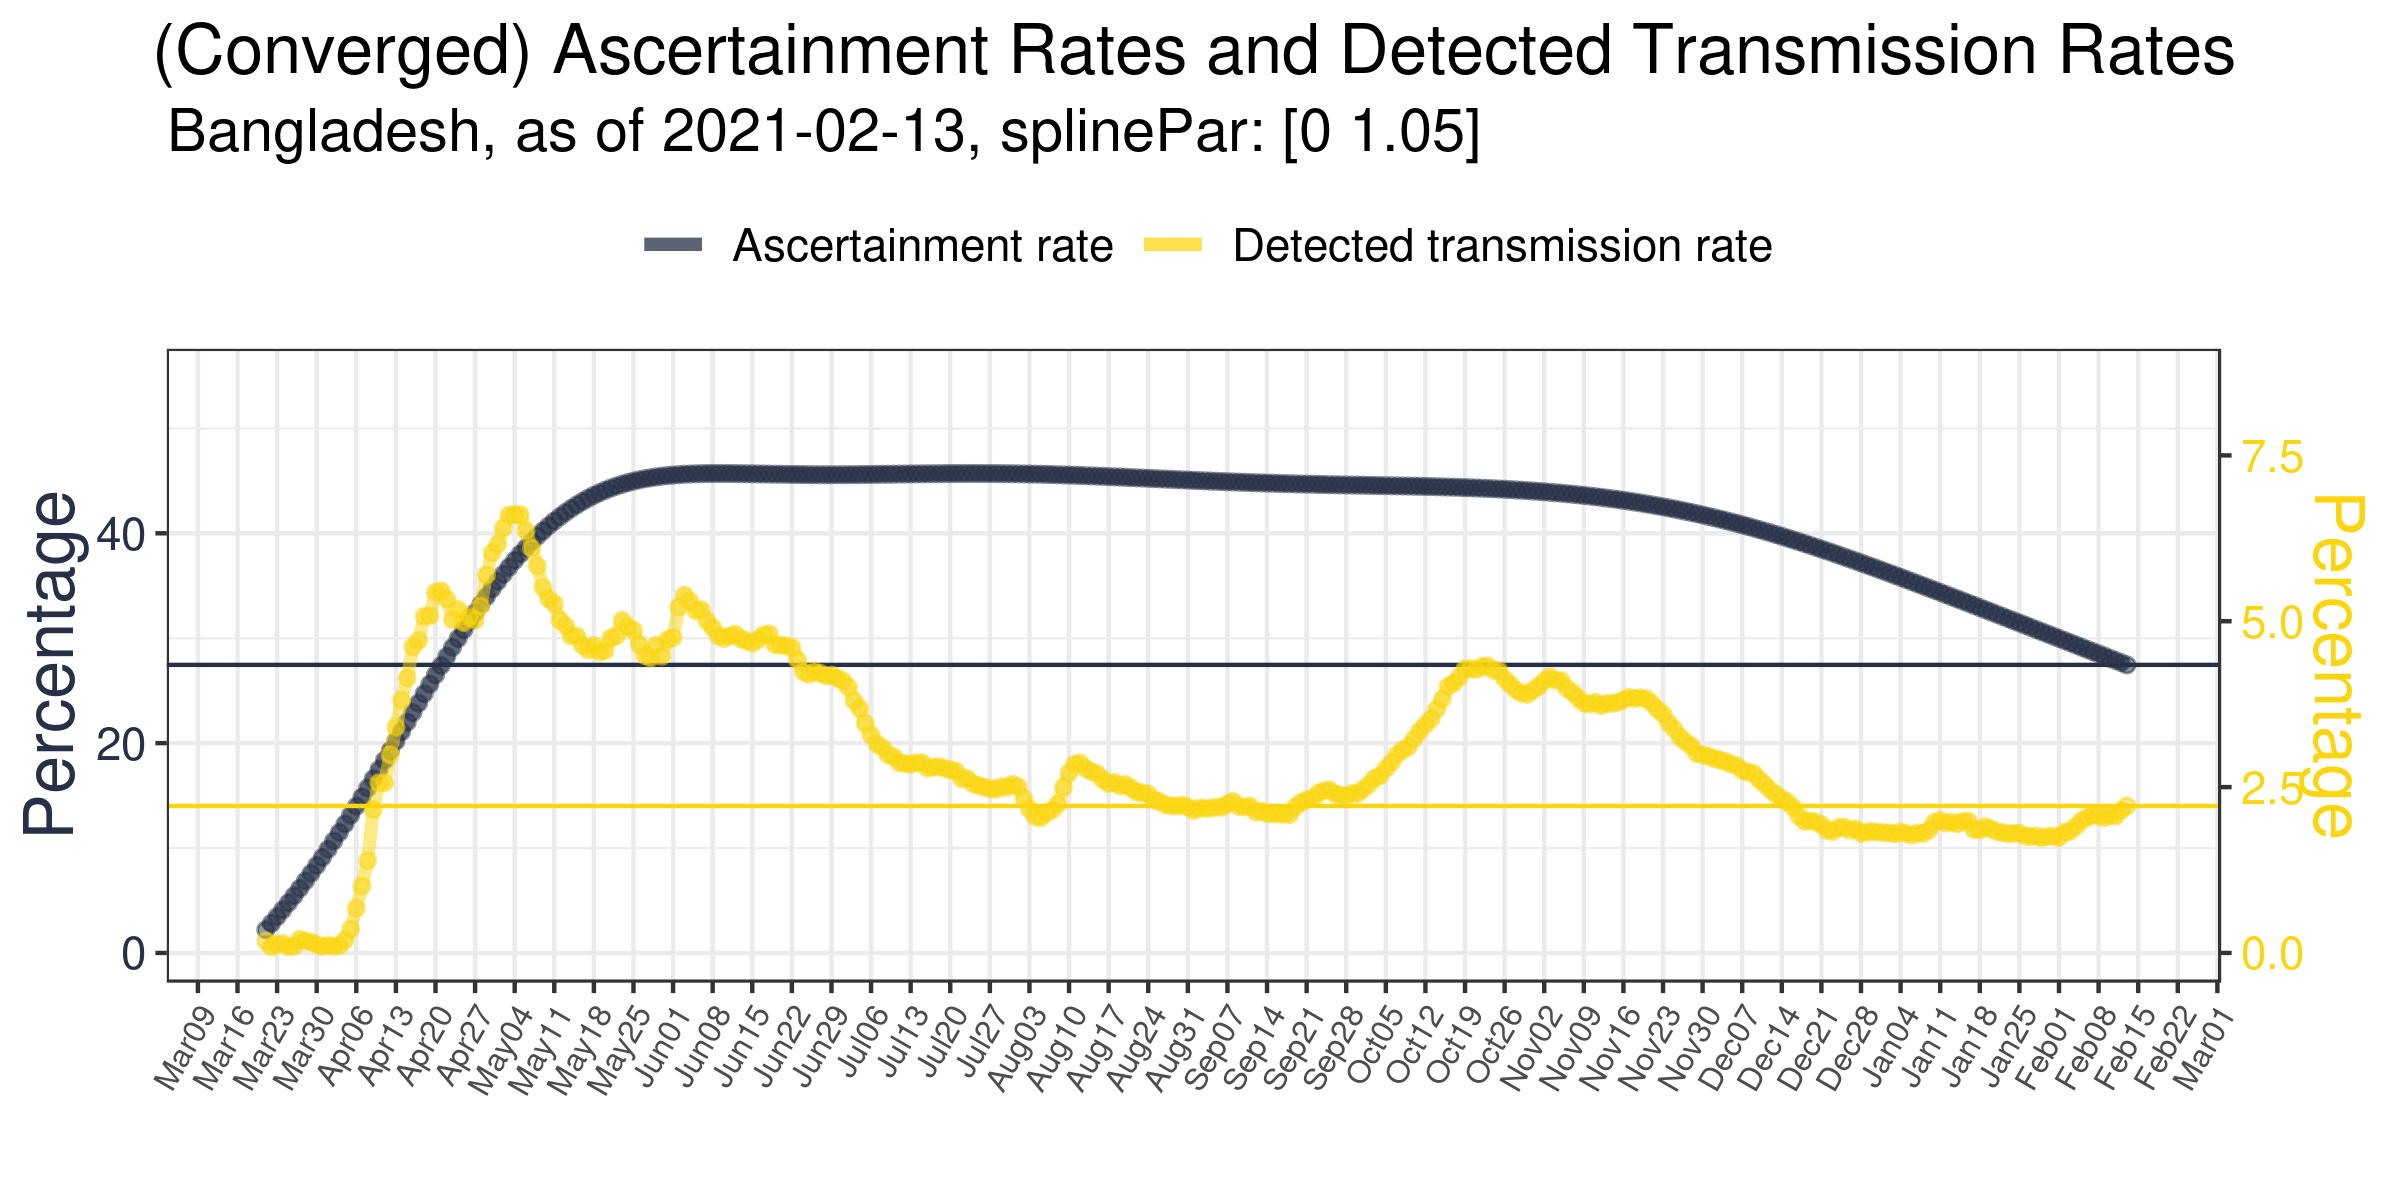 (Converged) Ascertainment Rates and Detected Transmission Rates
Bangladesh, as of 2021-02-13, splinePar: [0 1.05]
Ascertainment rate
Detected transmission rate
Percentage
40
20
0
7.5
5.0
2.5
0.0
Percentage
Mar09
Mar16
Mar23
Mar30
Apr06
Apr13
Apr20
Apr27
May04
May11
May18
May25
Jun01
Jun08
Jun15
Jun22
Jun29
Jul06
Jul13
Jul20
Jul27
Aug03
Aug10
Aug17
Aug24
Aug31
Sep07
Sep14
Sep21
Sep28
Oct05
Oct12
Oct19
Oct26
Nov02
Nov09
Nov16
Nov23
Nov30
Dec07
Dec14
Dec21
Dec28
Jan04
Jan11
Jan18
Jan25
Feb01
Feb08
Feb15
Feb22
Mar01